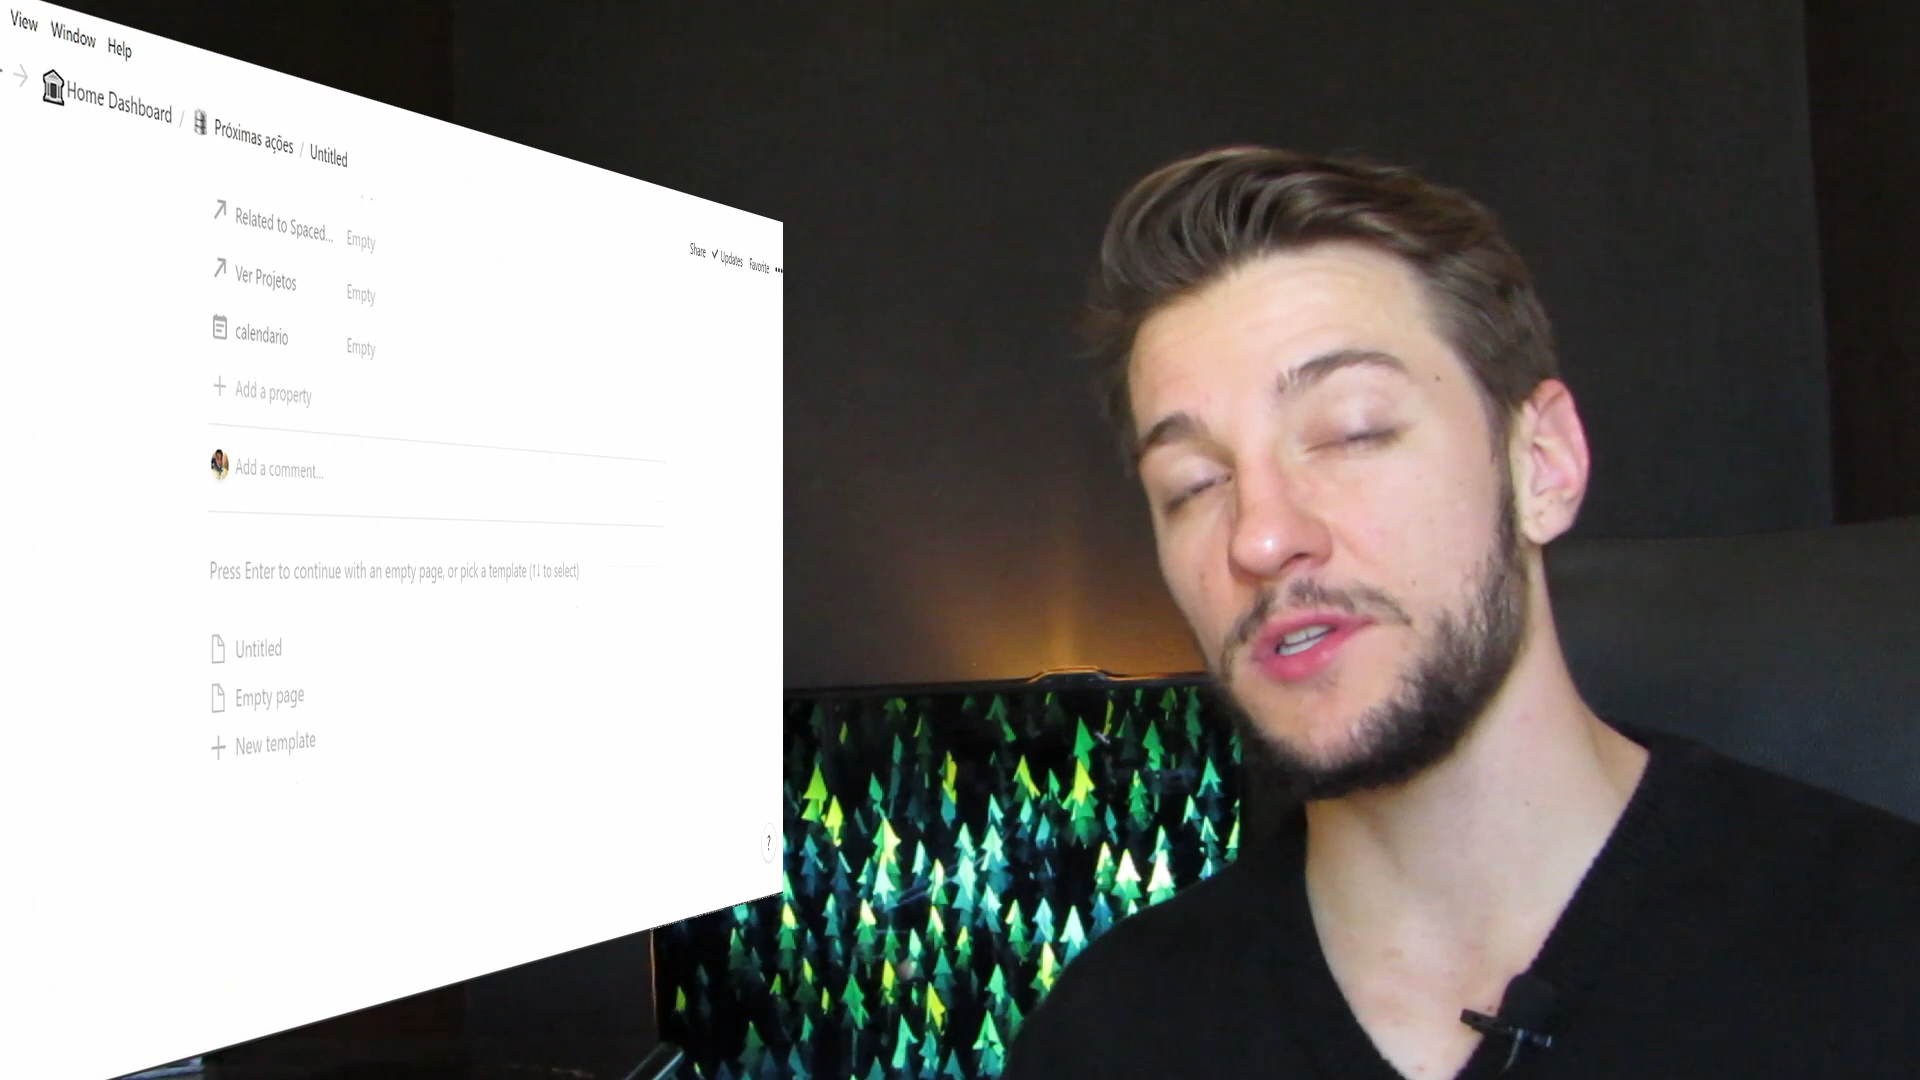 View Window Help
Home Dashboard / Próximas ações / Untitled
Share ✓ Updates Favorite •••
Related to Spaced... Empty
Ver Projetos Empty
calendario Empty
+ Add a property
Add a comment...
Press Enter to continue with an empty page, or pick a template (↑↓ to select)
Untitled
Empty page
+ New template
?